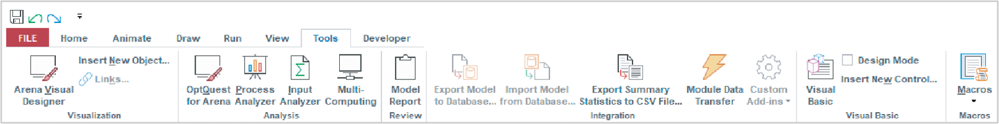 FILE Home Animate Draw Run View Tools Developer
Insert New Object...
Links...
Arena Visual
Designer
Visualization
OptQuest
for Arena
Process
Analyzer
Input
Analyzer
Multi-
Computing
Analysis
Model
Report
Review
Export Model
to Database...
Import Model
from Database...
Export Summary
Statistics to CSV File...
Module Data
Transfer
Custom
Add-ins
Integration
Visual
Basic
Design Mode
Insert New Control...
Visual Basic
Macros
Macros